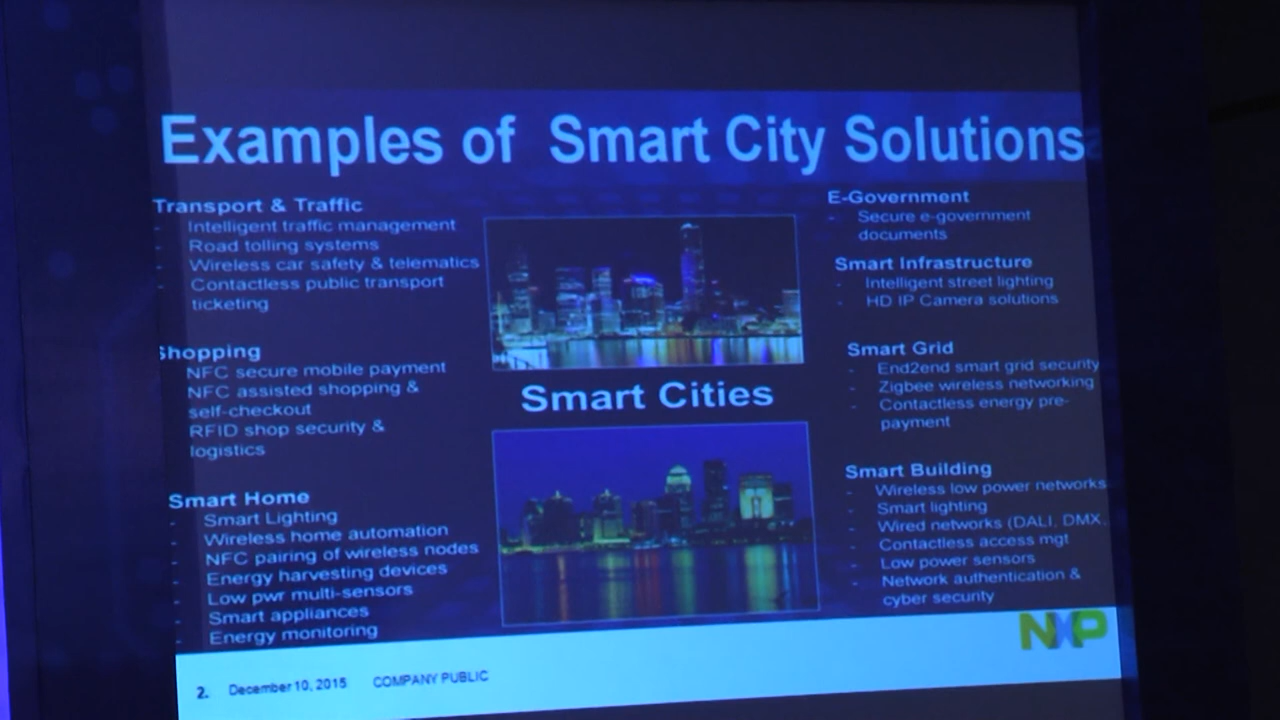 Examples of Smart City Solutions
Transport & Traffic
- Intelligent traffic management
- Road tolling systems
- Wireless car safety & telematics
- Contactless public transport
ticketing
Shopping
NFC secure mobile payment
NFC assisted shopping &
self-checkout
RFID shop security &
logistics
Smart Home
- Smart Lighting
- Wireless home automation
- NFC pairing of wireless nodes
- Energy harvesting devices
- Low pwr multi-sensors
- Smart appliances
- Energy monitoring
Smart Cities
E-Government
- Secure e-government
documents
Smart Infrastructure
- Intelligent street lighting
- HD IP Camera solutions
Smart Grid
- End2end smart grid security
- Zigbee wireless networking
- Contactless energy pre-
payment
Smart Building
- Wireless low power networks
- Smart lighting
- Wired networks (DALI, DMX,
- Contactless access mgt
- Low power sensors
- Network authentication &
cyber security
NXP
2. December 10, 2015 COMPANY PUBLIC